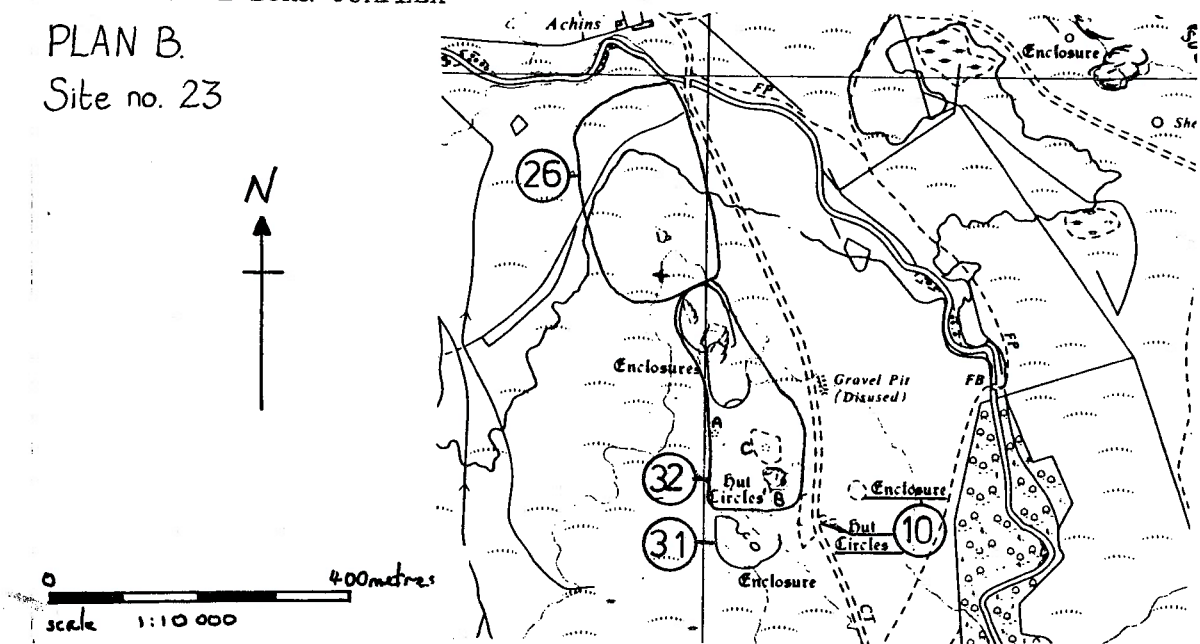 PLAN B.
Site no. 23
N
0 400metres
scale 1:10 000
Achins
FP
Enclosure
26
Enclosures
Gravel Pit
(Disused)
FP
FB
A
C
32
Hut
Circles
B
31
Enclosure
Enclosure
Hut
Circles
10
CT